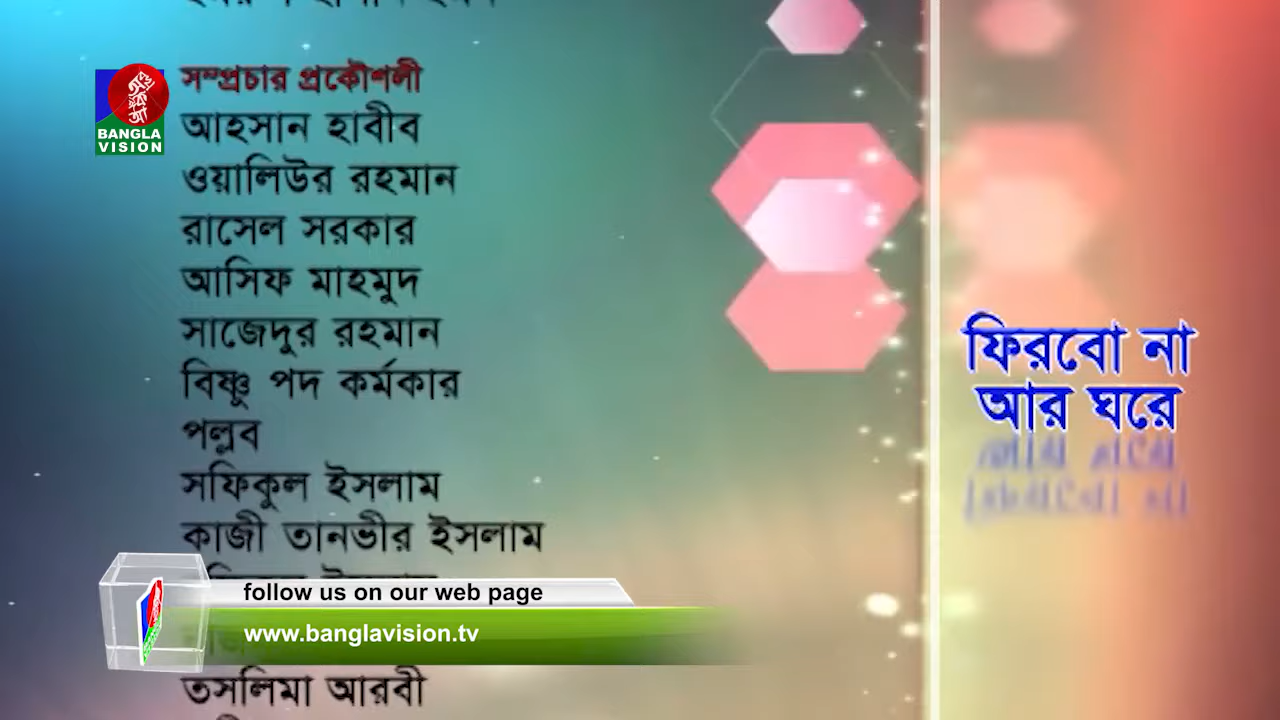 সম্প্রচার প্রকৌশলী
আহসান হাবীব
ওয়ালিউর রহমান
রাসেল সরকার
আসিফ মাহমুদ
সাজেদুর রহমান
বিষ্ণু পদ কর্মকার
পল্লব
সফিকুল ইসলাম
কাজী তানভীর ইসলাম
তসলিমা আরবী
BANGLA
VISION
ফিরবো না
আর ঘরে
follow us on our web page
www.banglavision.tv